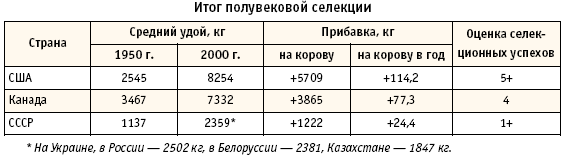 Итог полувековой селекции
Страна Средний удой, кг Прибавка, кг Оценка селек-
ционных успехов
1950 г. 2000 г. на корову на корову в год
США 2545 8254 +5709 +114,2 5+
Канада 3467 7332 +3865 +77,3 4
СССР 1137 2359* +1222 +24,4 1+
* На Украине, в России — 2502 кг, в Белоруссии — 2381, Казахстане — 1847 кг.